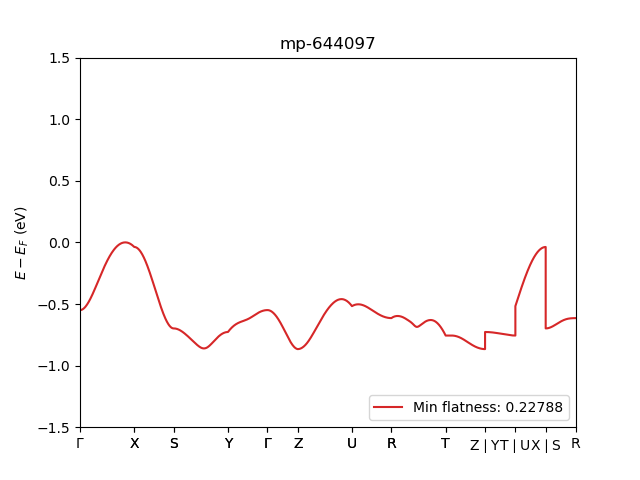 mp-644097
E − E_F (eV)
1.5
1.0
0.5
0.0
−0.5
−1.0
−1.5
Min flatness: 0.22788
Γ X S Y Γ Z U R T Z | YT | UX | S R